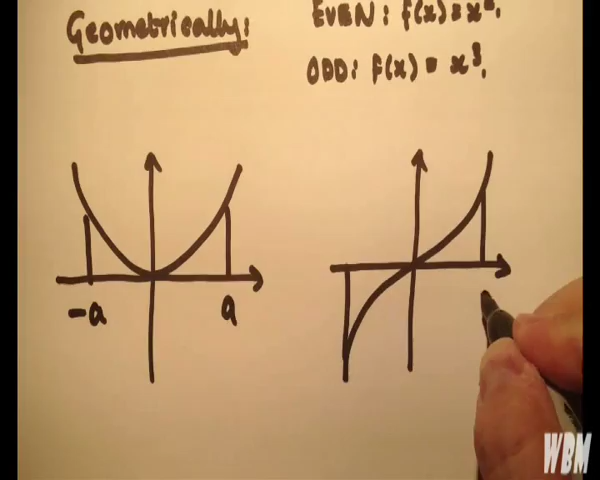 Geometrically:
EVEN: f(x) = x².
ODD: f(x) = x³.
-a
a
WBM